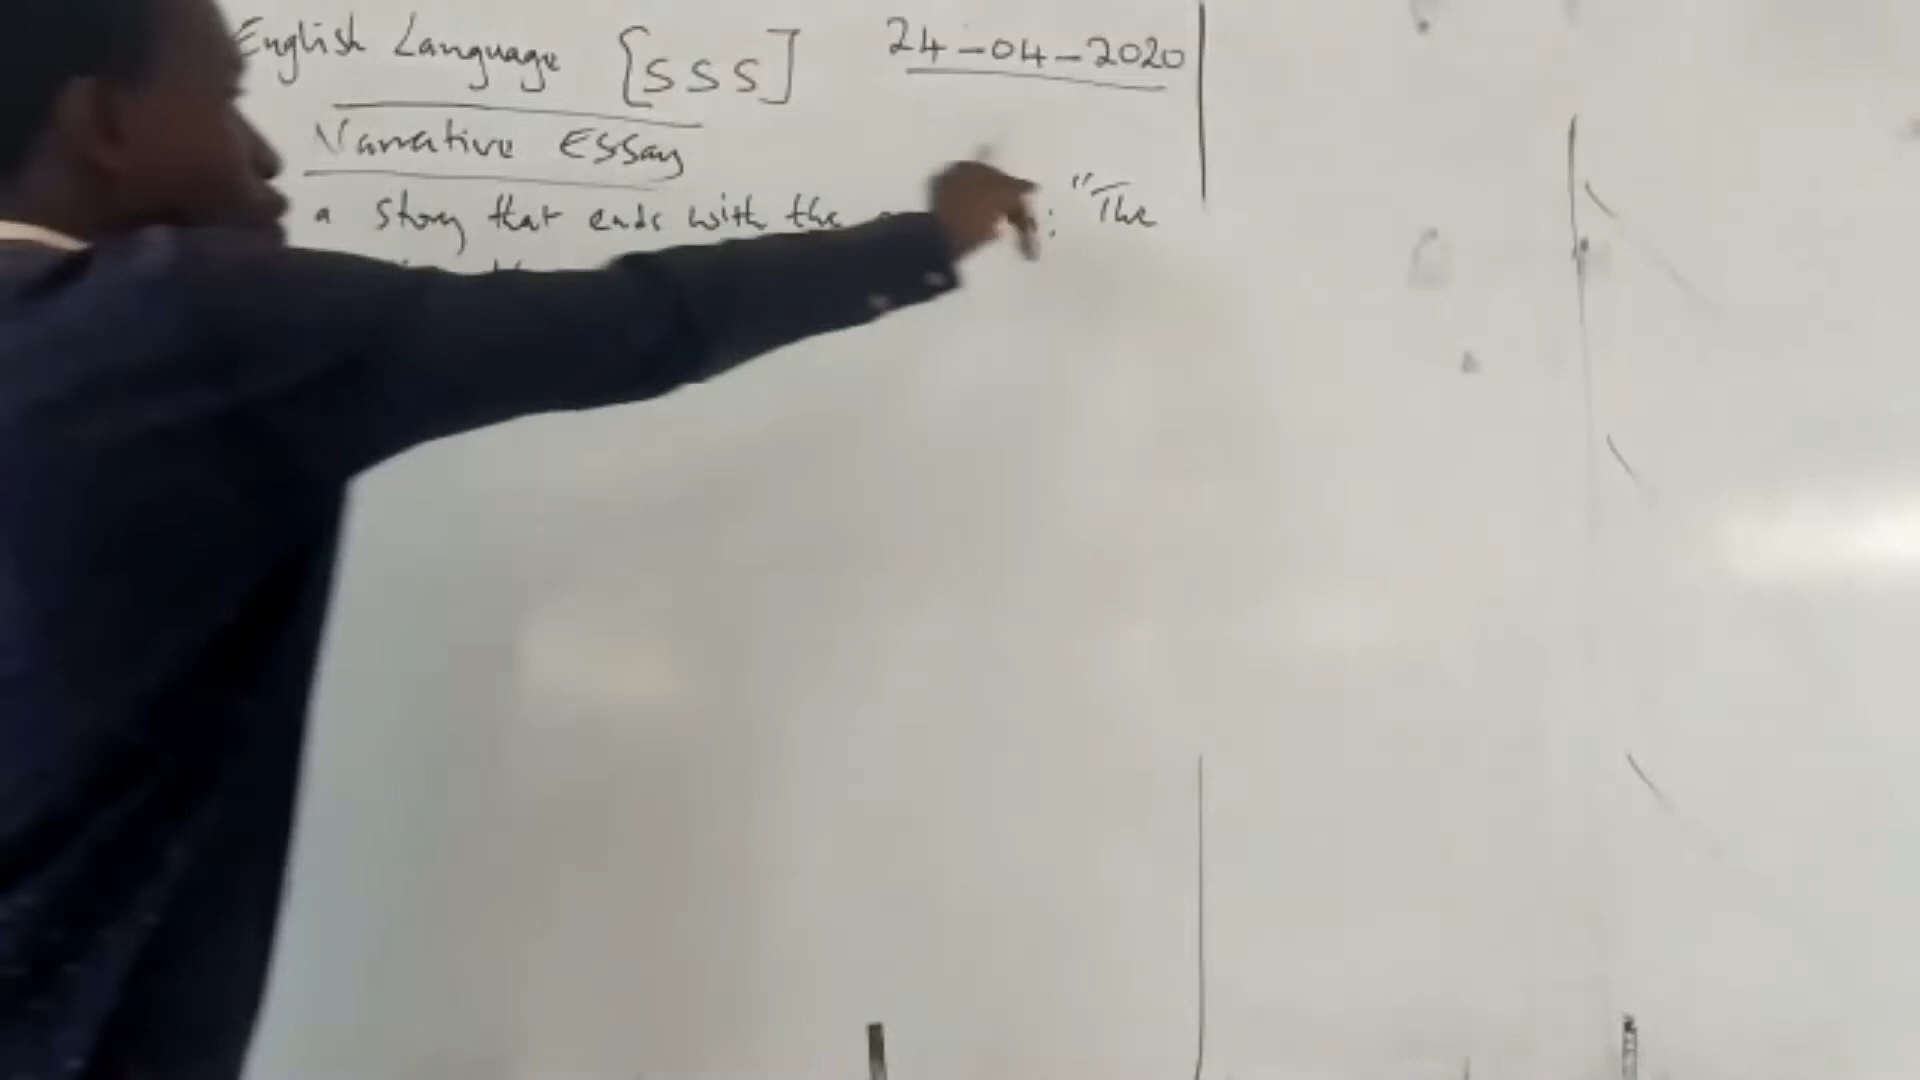 English Language [SSS] 24-04-2020
Narrative Essay
a story that ends with the : "The